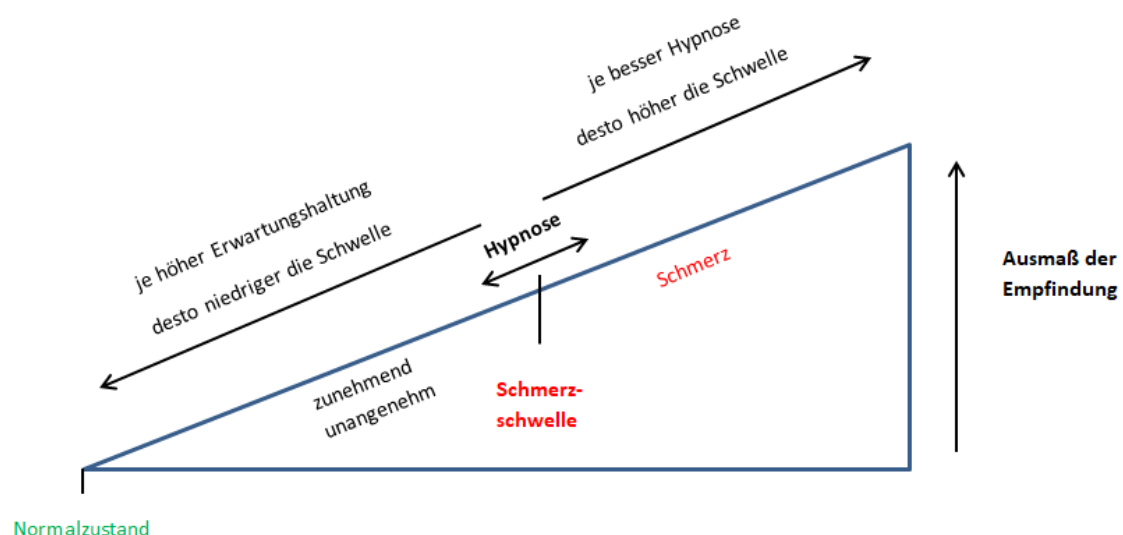 je besser Hypnose
desto höher die Schwelle
je höher Erwartungshaltung
desto niedriger die Schwelle
Hypnose
Schmerz
Ausmaß der
Empfindung
zunehmend
unangenehm
Schmerz-
schwelle
Normalzustand